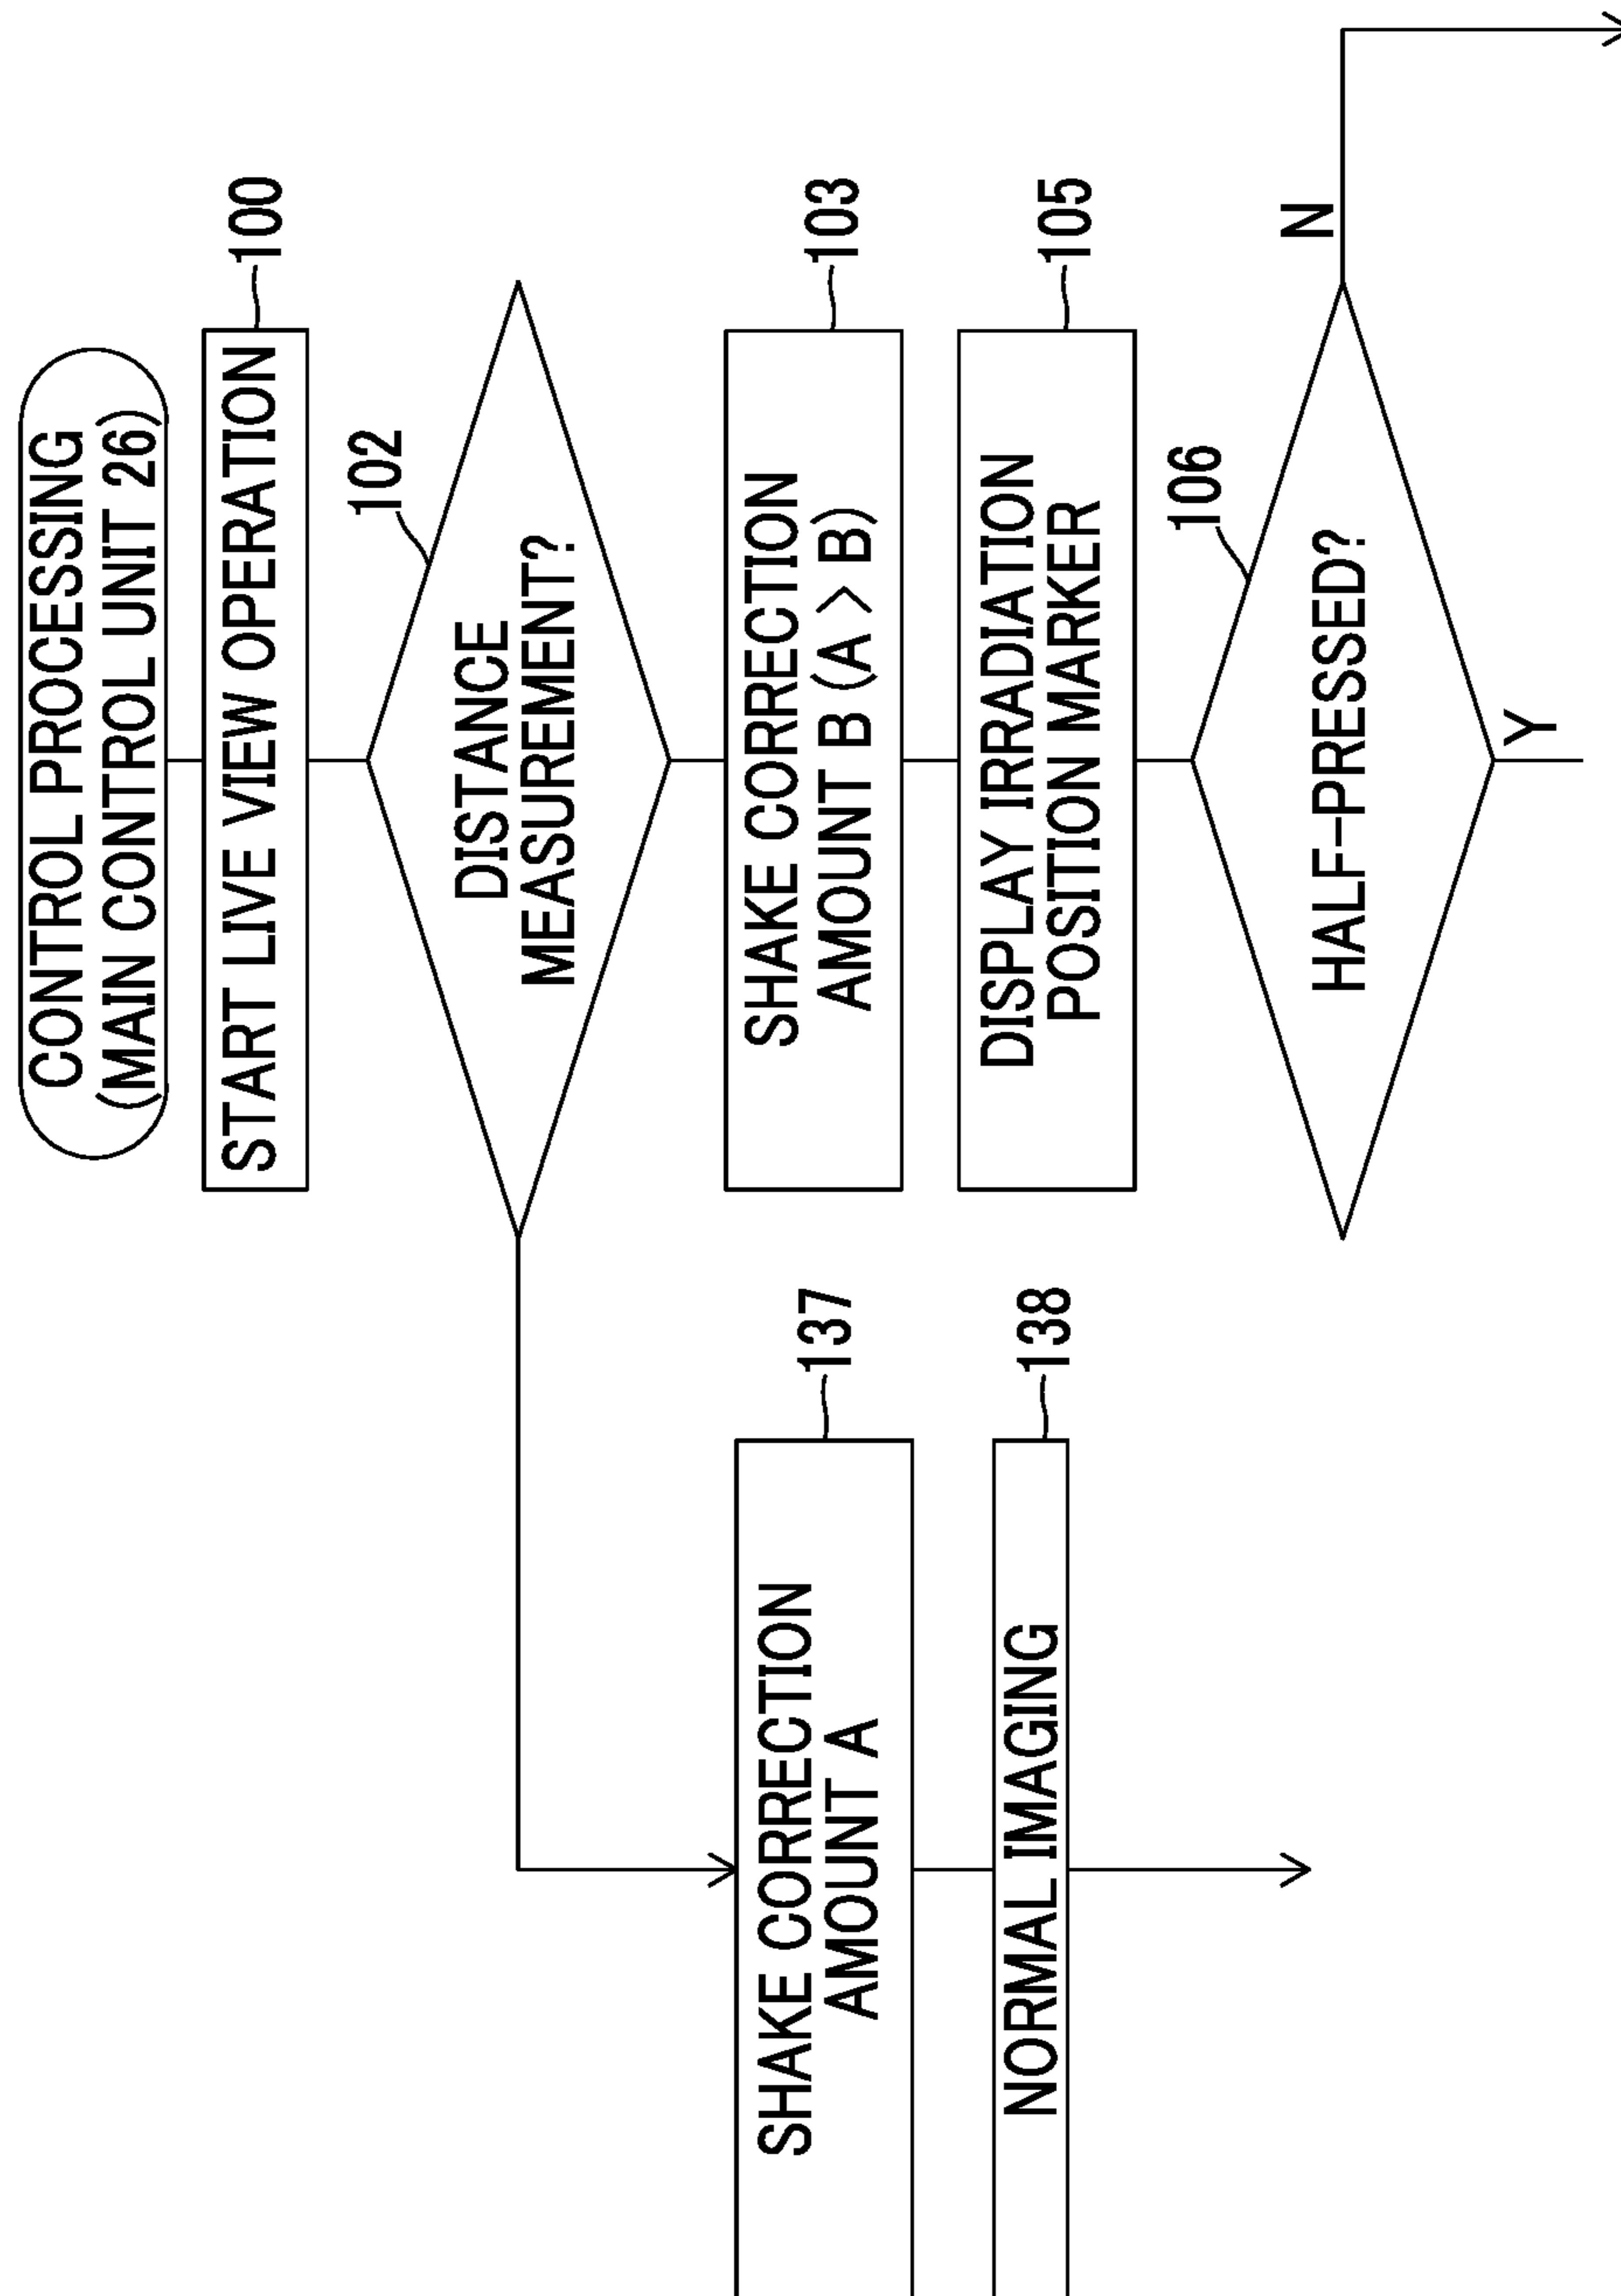 CONTROL PROCESSING
(MAIN CONTROL UNIT 26)
START LIVE VIEW OPERATION
100
102
DISTANCE
MEASUREMENT?
SHAKE CORRECTION
AMOUNT B (A > B)
103
DISPLAY IRRADIATION
POSITION MARKER
105
106
HALF-PRESSED?
N
Y
SHAKE CORRECTION
AMOUNT A
137
NORMAL IMAGING
138